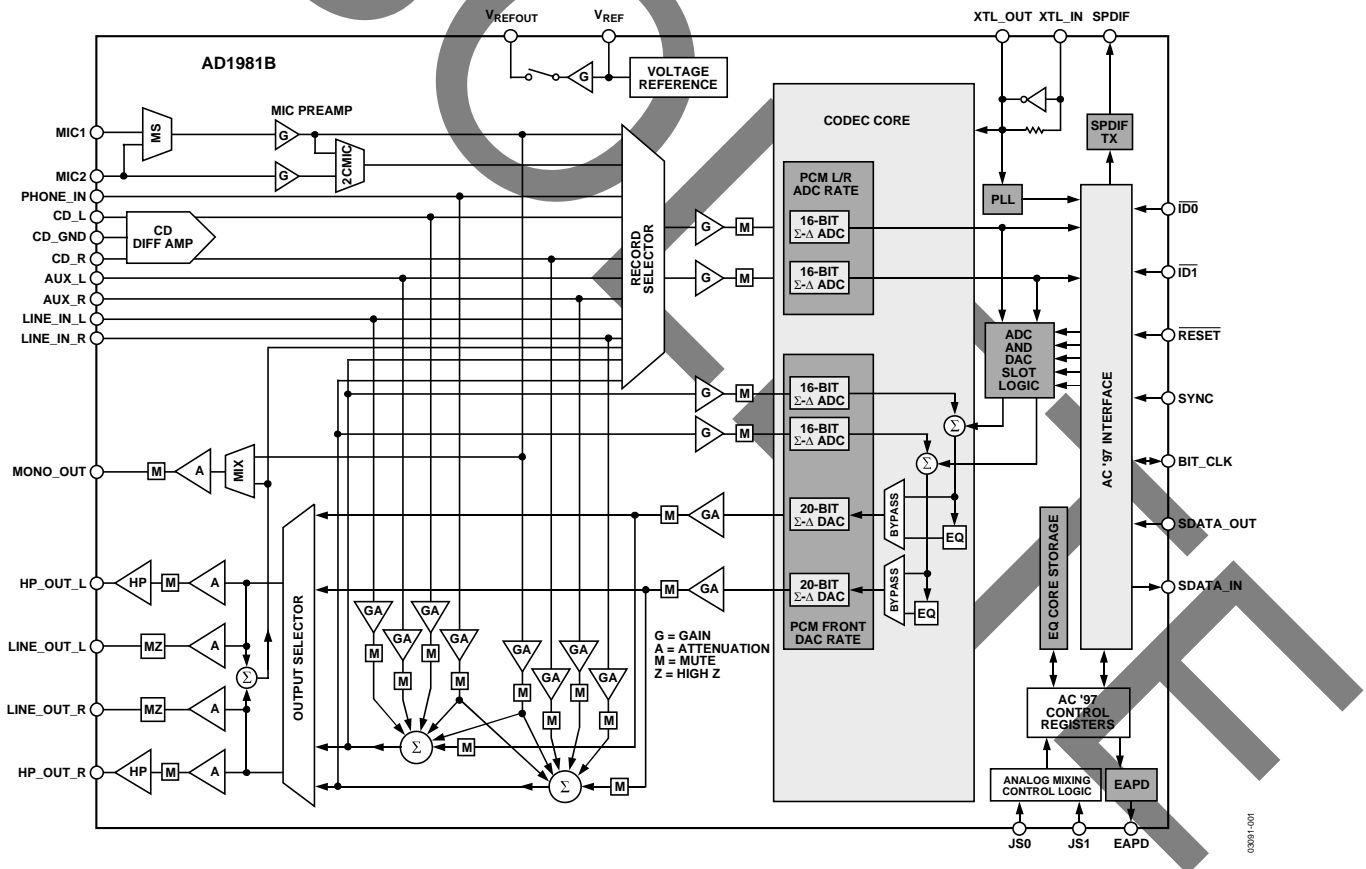 V_REFOUT
V_REF
XTL_OUT
XTL_IN
SPDIF
AD1981B
VOLTAGE
REFERENCE
G
CODEC CORE
SPDIF
TX
PLL
MIC PREAMP
MIC1
MIC2
PHONE_IN
CD_L
CD_GND
CD_R
AUX_L
AUX_R
LINE_IN_L
LINE_IN_R
MS
G
G
2CMIC
CD
DIFF AMP
RECORD
SELECTOR
G
M
G
M
PCM L/R
ADC RATE
16-BIT
Σ-Δ ADC
16-BIT
Σ-Δ ADC
ID0
ID1
RESET
SYNC
BIT_CLK
SDATA_OUT
SDATA_IN
ADC
AND
DAC
SLOT
LOGIC
AC '97 INTERFACE
G
M
G
M
16-BIT
Σ-Δ ADC
16-BIT
Σ-Δ ADC
Σ
Σ
MONO_OUT
M
A
MIX
M
GA
20-BIT
Σ-Δ DAC
BYPASS
EQ
M
GA
20-BIT
Σ-Δ DAC
BYPASS
EQ
PCM FRONT
DAC RATE
EQ CORE STORAGE
HP_OUT_L
HP
M
A
LINE_OUT_L
MZ
A
Σ
LINE_OUT_R
MZ
A
HP_OUT_R
HP
M
A
OUTPUT SELECTOR
GA
GA
GA
GA
GA
GA
GA
GA
M
M
M
M
M
M
M
M
Σ
M
Σ
M
G = GAIN
A = ATTENUATION
M = MUTE
Z = HIGH Z
AC '97
CONTROL
REGISTERS
ANALOG MIXING
CONTROL LOGIC
EAPD
JS0
JS1
EAPD
03091-001